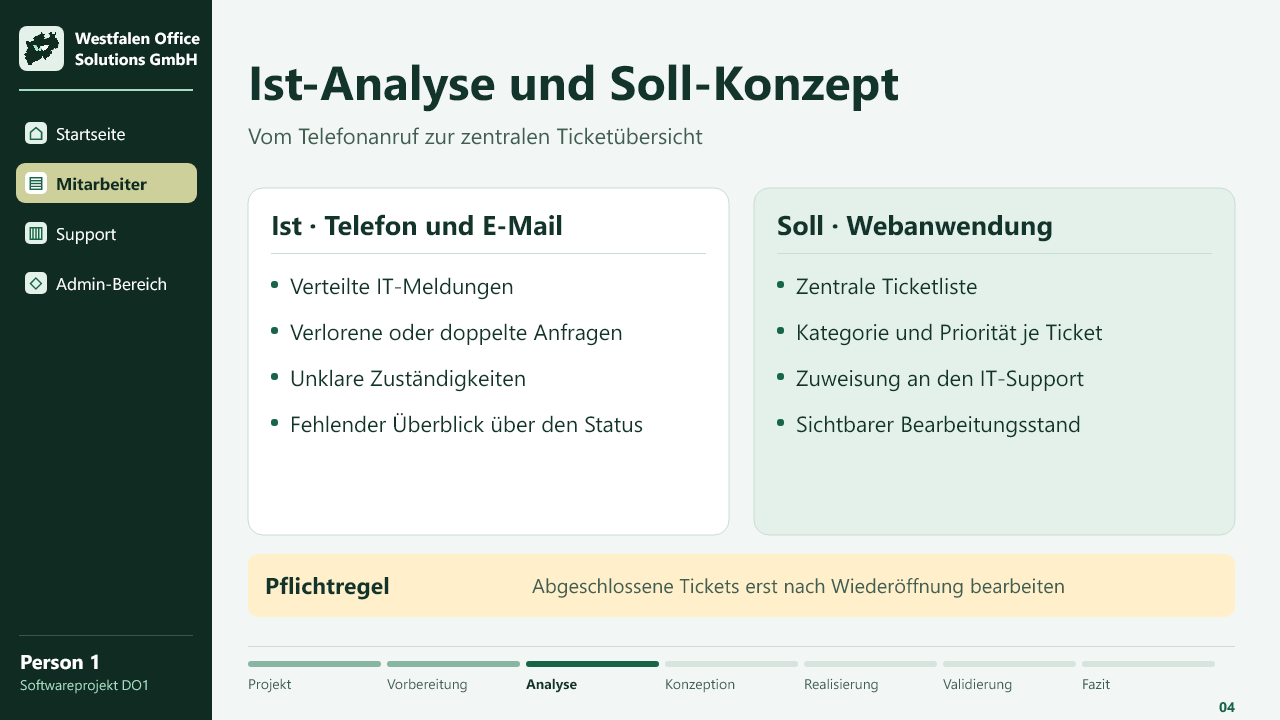 Westfalen Office
Solutions GmbH
Startseite
Mitarbeiter
Support
Admin-Bereich
Person 1
Softwareprojekt DO1
Ist-Analyse und Soll-Konzept
Vom Telefonanruf zur zentralen Ticketübersicht
Ist · Telefon und E-Mail
Verteilte IT-Meldungen
Verlorene oder doppelte Anfragen
Unklare Zuständigkeiten
Fehlender Überblick über den Status
Soll · Webanwendung
Zentrale Ticketliste
Kategorie und Priorität je Ticket
Zuweisung an den IT-Support
Sichtbarer Bearbeitungsstand
Pflichtregel
Abgeschlossene Tickets erst nach Wiederöffnung bearbeiten
Projekt
Vorbereitung
Analyse
Konzeption
Realisierung
Validierung
Fazit
04